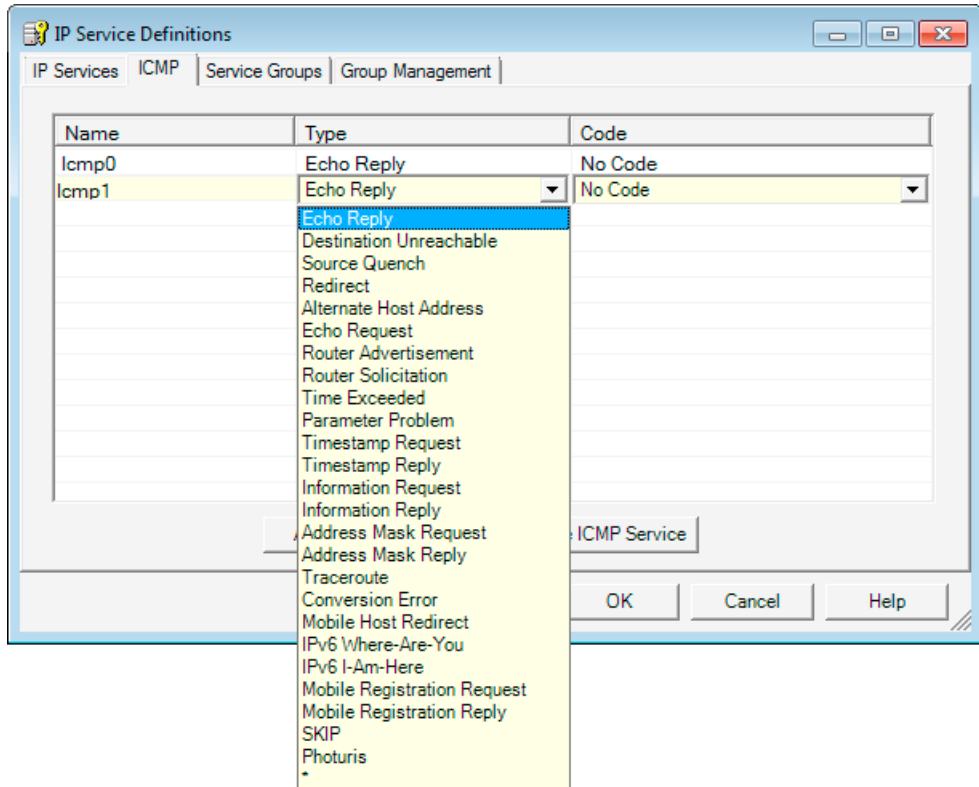 IP Service Definitions
IP Services ICMP Service Groups Group Management
Name Type Code
Icmp0 Echo Reply No Code
Icmp1 Echo Reply No Code
Echo Reply
Destination Unreachable
Source Quench
Redirect
Alternate Host Address
Echo Request
Router Advertisement
Router Solicitation
Time Exceeded
Parameter Problem
Timestamp Request
Timestamp Reply
Information Request
Information Reply
Address Mask Request ICMP Service
Address Mask Reply
Traceroute
Conversion Error OK Cancel Help
Mobile Host Redirect
IPv6 Where-Are-You
IPv6 I-Am-Here
Mobile Registration Request
Mobile Registration Reply
SKIP
Photuris
*